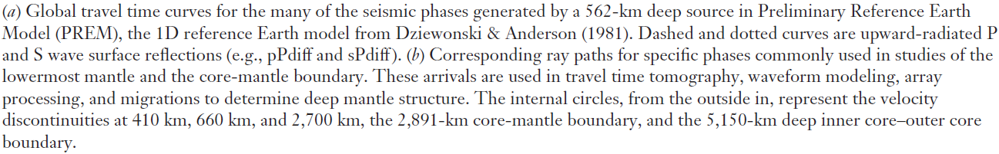 (a) Global travel time curves for the many of the seismic phases generated by a 562-km deep source in Preliminary Reference Earth
Model (PREM), the 1D reference Earth model from Dziewonski & Anderson (1981). Dashed and dotted curves are upward-radiated P
and S wave surface reflections (e.g., pPdiff and sPdiff). (b) Corresponding ray paths for specific phases commonly used in studies of the
lowermost mantle and the core-mantle boundary. These arrivals are used in travel time tomography, waveform modeling, array
processing, and migrations to determine deep mantle structure. The internal circles, from the outside in, represent the velocity
discontinuities at 410 km, 660 km, and 2,700 km, the 2,891-km core-mantle boundary, and the 5,150-km deep inner core–outer core
boundary.